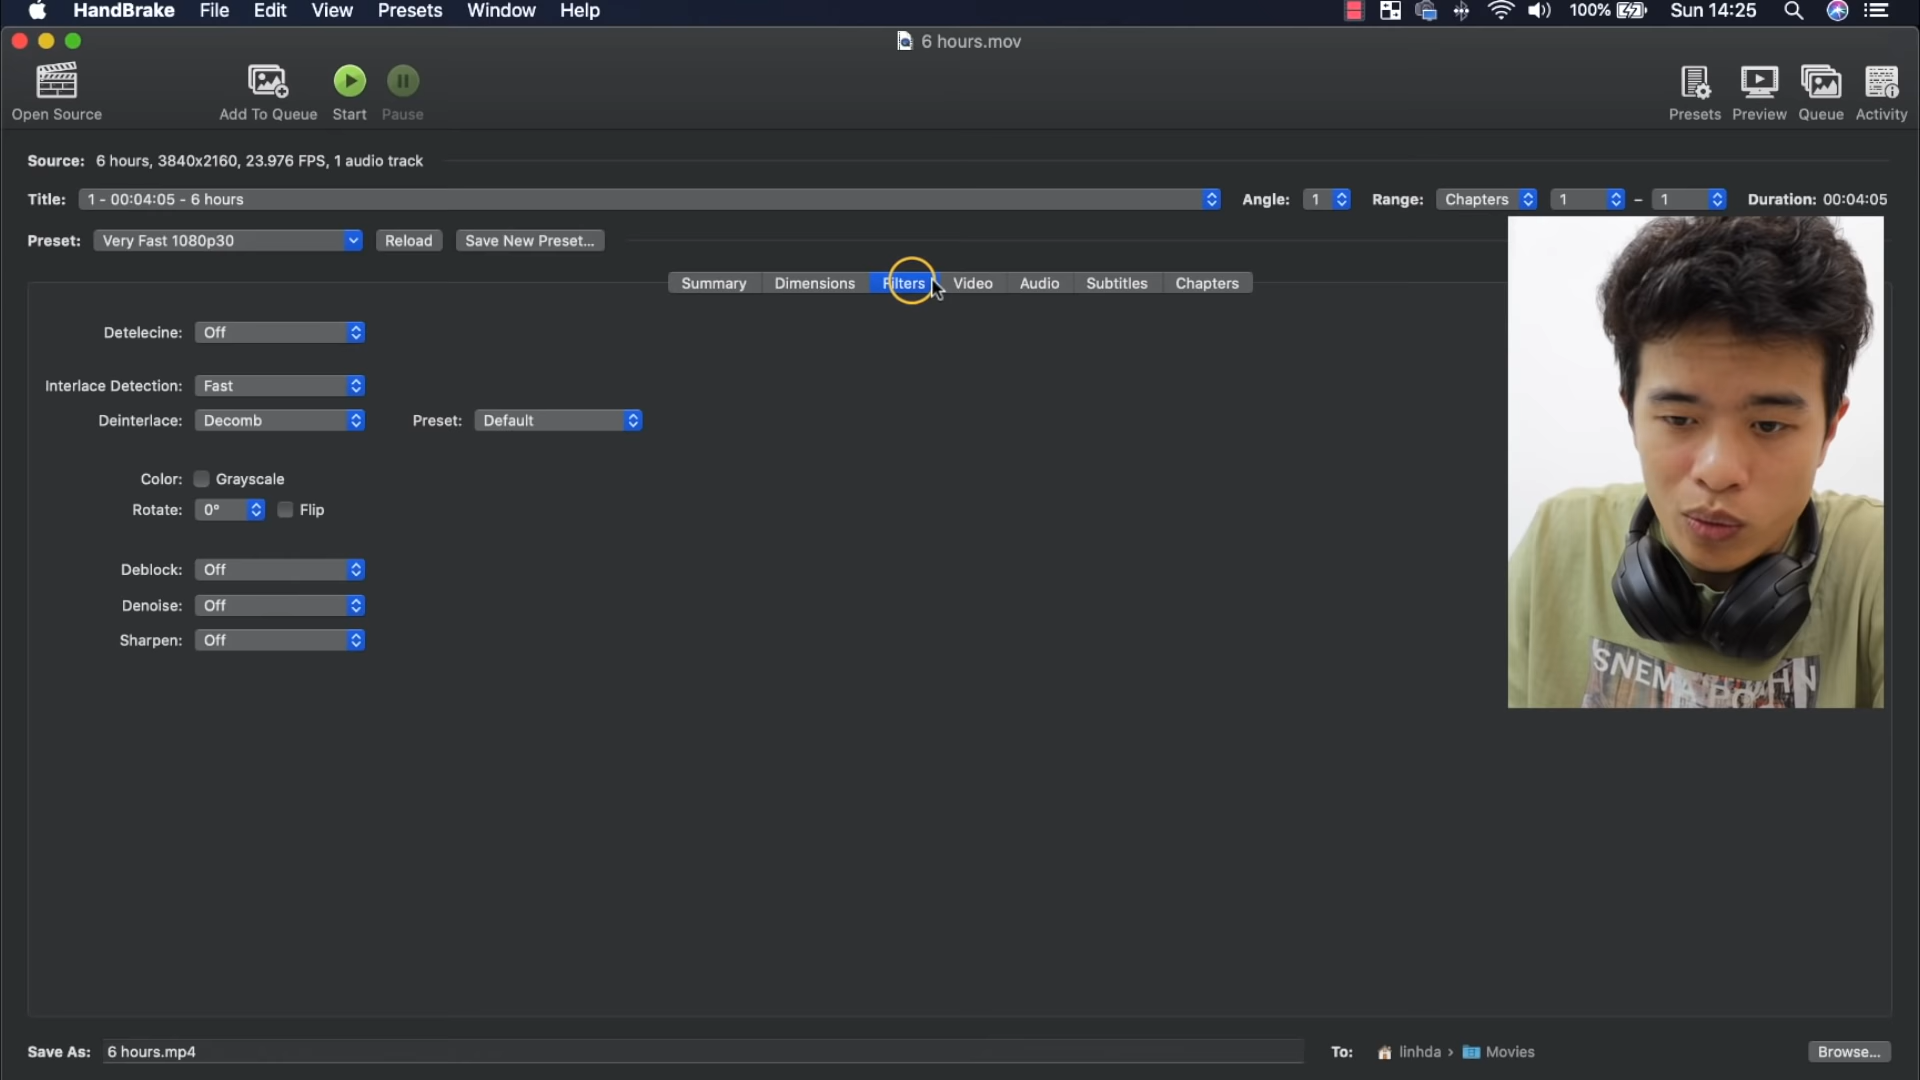 HandBrake File Edit View Presets Window Help 100% Sun 14:25
6 hours.mov
Open Source Add To Queue Start Pause Presets Preview Queue Activity
Source: 6 hours, 3840x2160, 23.976 FPS, 1 audio track
Title: 1 - 00:04:05 - 6 hours Angle: 1 Range: Chapters 1 - 1 Duration: 00:04:05
Preset: Very Fast 1080p30 Reload Save New Preset...
Summary Dimensions Filters Video Audio Subtitles Chapters
Detelecine: Off
Interlace Detection: Fast
Deinterlace: Decomb Preset: Default
Color: Grayscale
Rotate: 0° Flip
Deblock: Off
Denoise: Off
Sharpen: Off
Save As: 6 hours.mp4 To: linhda › Movies Browse...